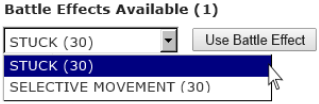 Battle Effects Available (1)
STUCK (30) Use Battle Effect
STUCK (30)
SELECTIVE MOVEMENT (30)